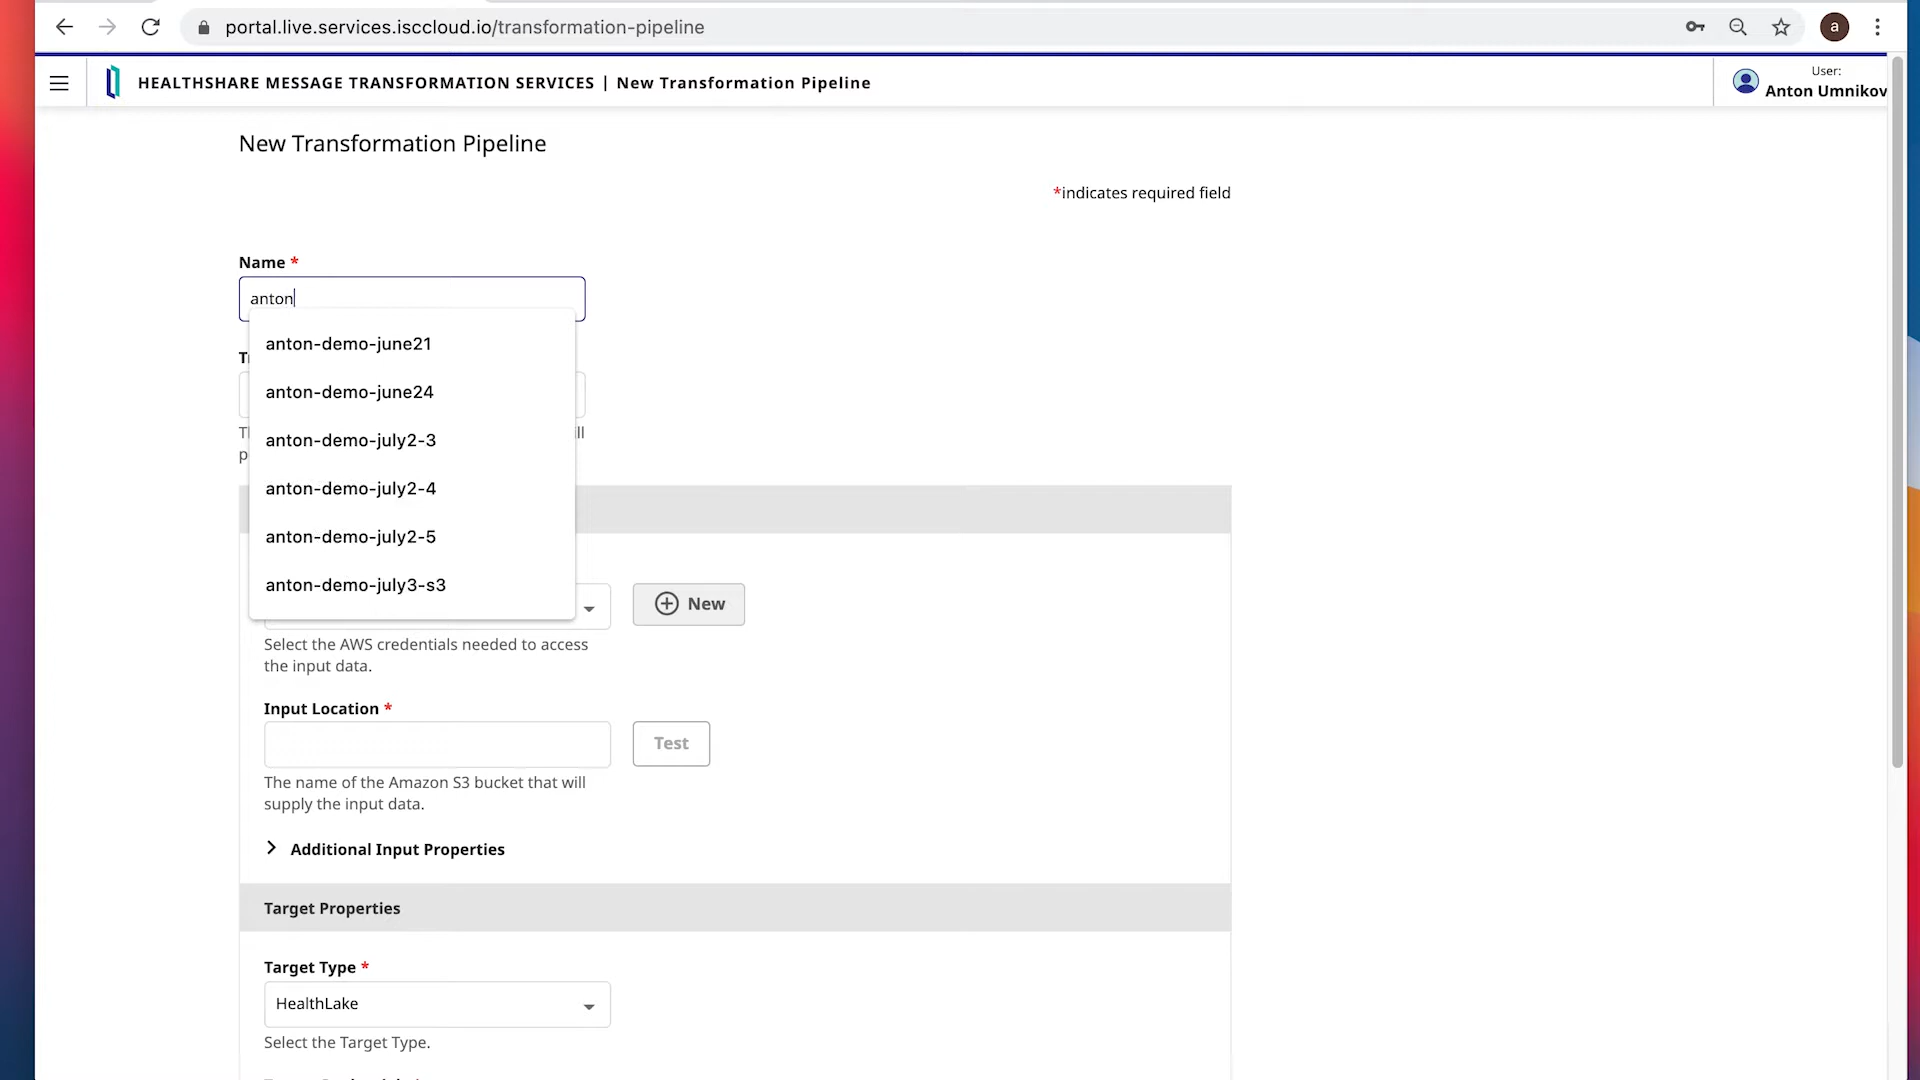 portal.live.services.isccloud.io/transformation-pipeline
a
HEALTHSHARE MESSAGE TRANSFORMATION SERVICES | New Transformation Pipeline
User:
Anton Umnikov
New Transformation Pipeline
*indicates required field
Name *
anton
anton-demo-june21
anton-demo-june24
anton-demo-july2-3
anton-demo-july2-4
anton-demo-july2-5
anton-demo-july3-s3
New
Select the AWS credentials needed to access
the input data.
Input Location *
Test
The name of the Amazon S3 bucket that will
supply the input data.
Additional Input Properties
Target Properties
Target Type *
HealthLake
Select the Target Type.